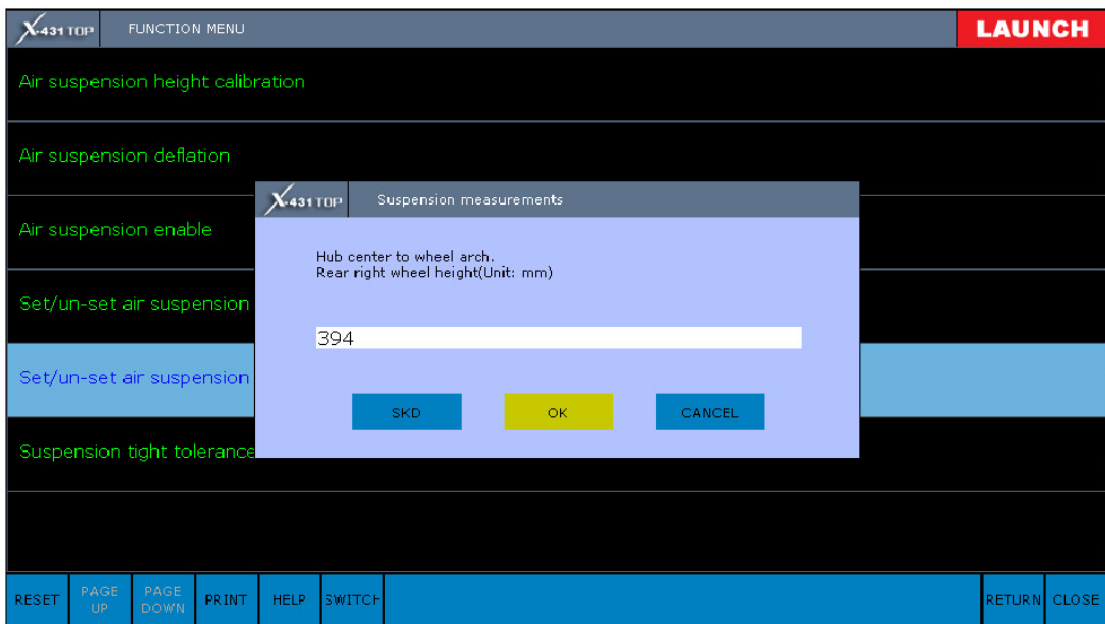 X-431 TOP
FUNCTION MENU
LAUNCH
Air suspension height calibration
Air suspension deflation
Air suspension enable
Set/un-set air suspension
Set/un-set air suspension
Suspension tight tolerance
X-431 TOP
Suspension measurements
Hub center to wheel arch.
Rear right wheel height(Unit: mm)
394
SKD
OK
CANCEL
RESET
PAGE
UP
PAGE
DOWN
PRINT
HELP
SWITCH
RETURN
CLOSE